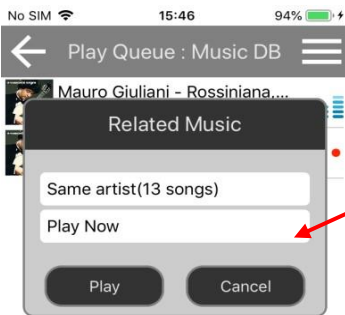 No SIM 15:46 94%
Play Queue : Music DB
Mauro Giuliani - Rossiniana,...
Related Music
Same artist(13 songs)
Play Now
Play Cancel